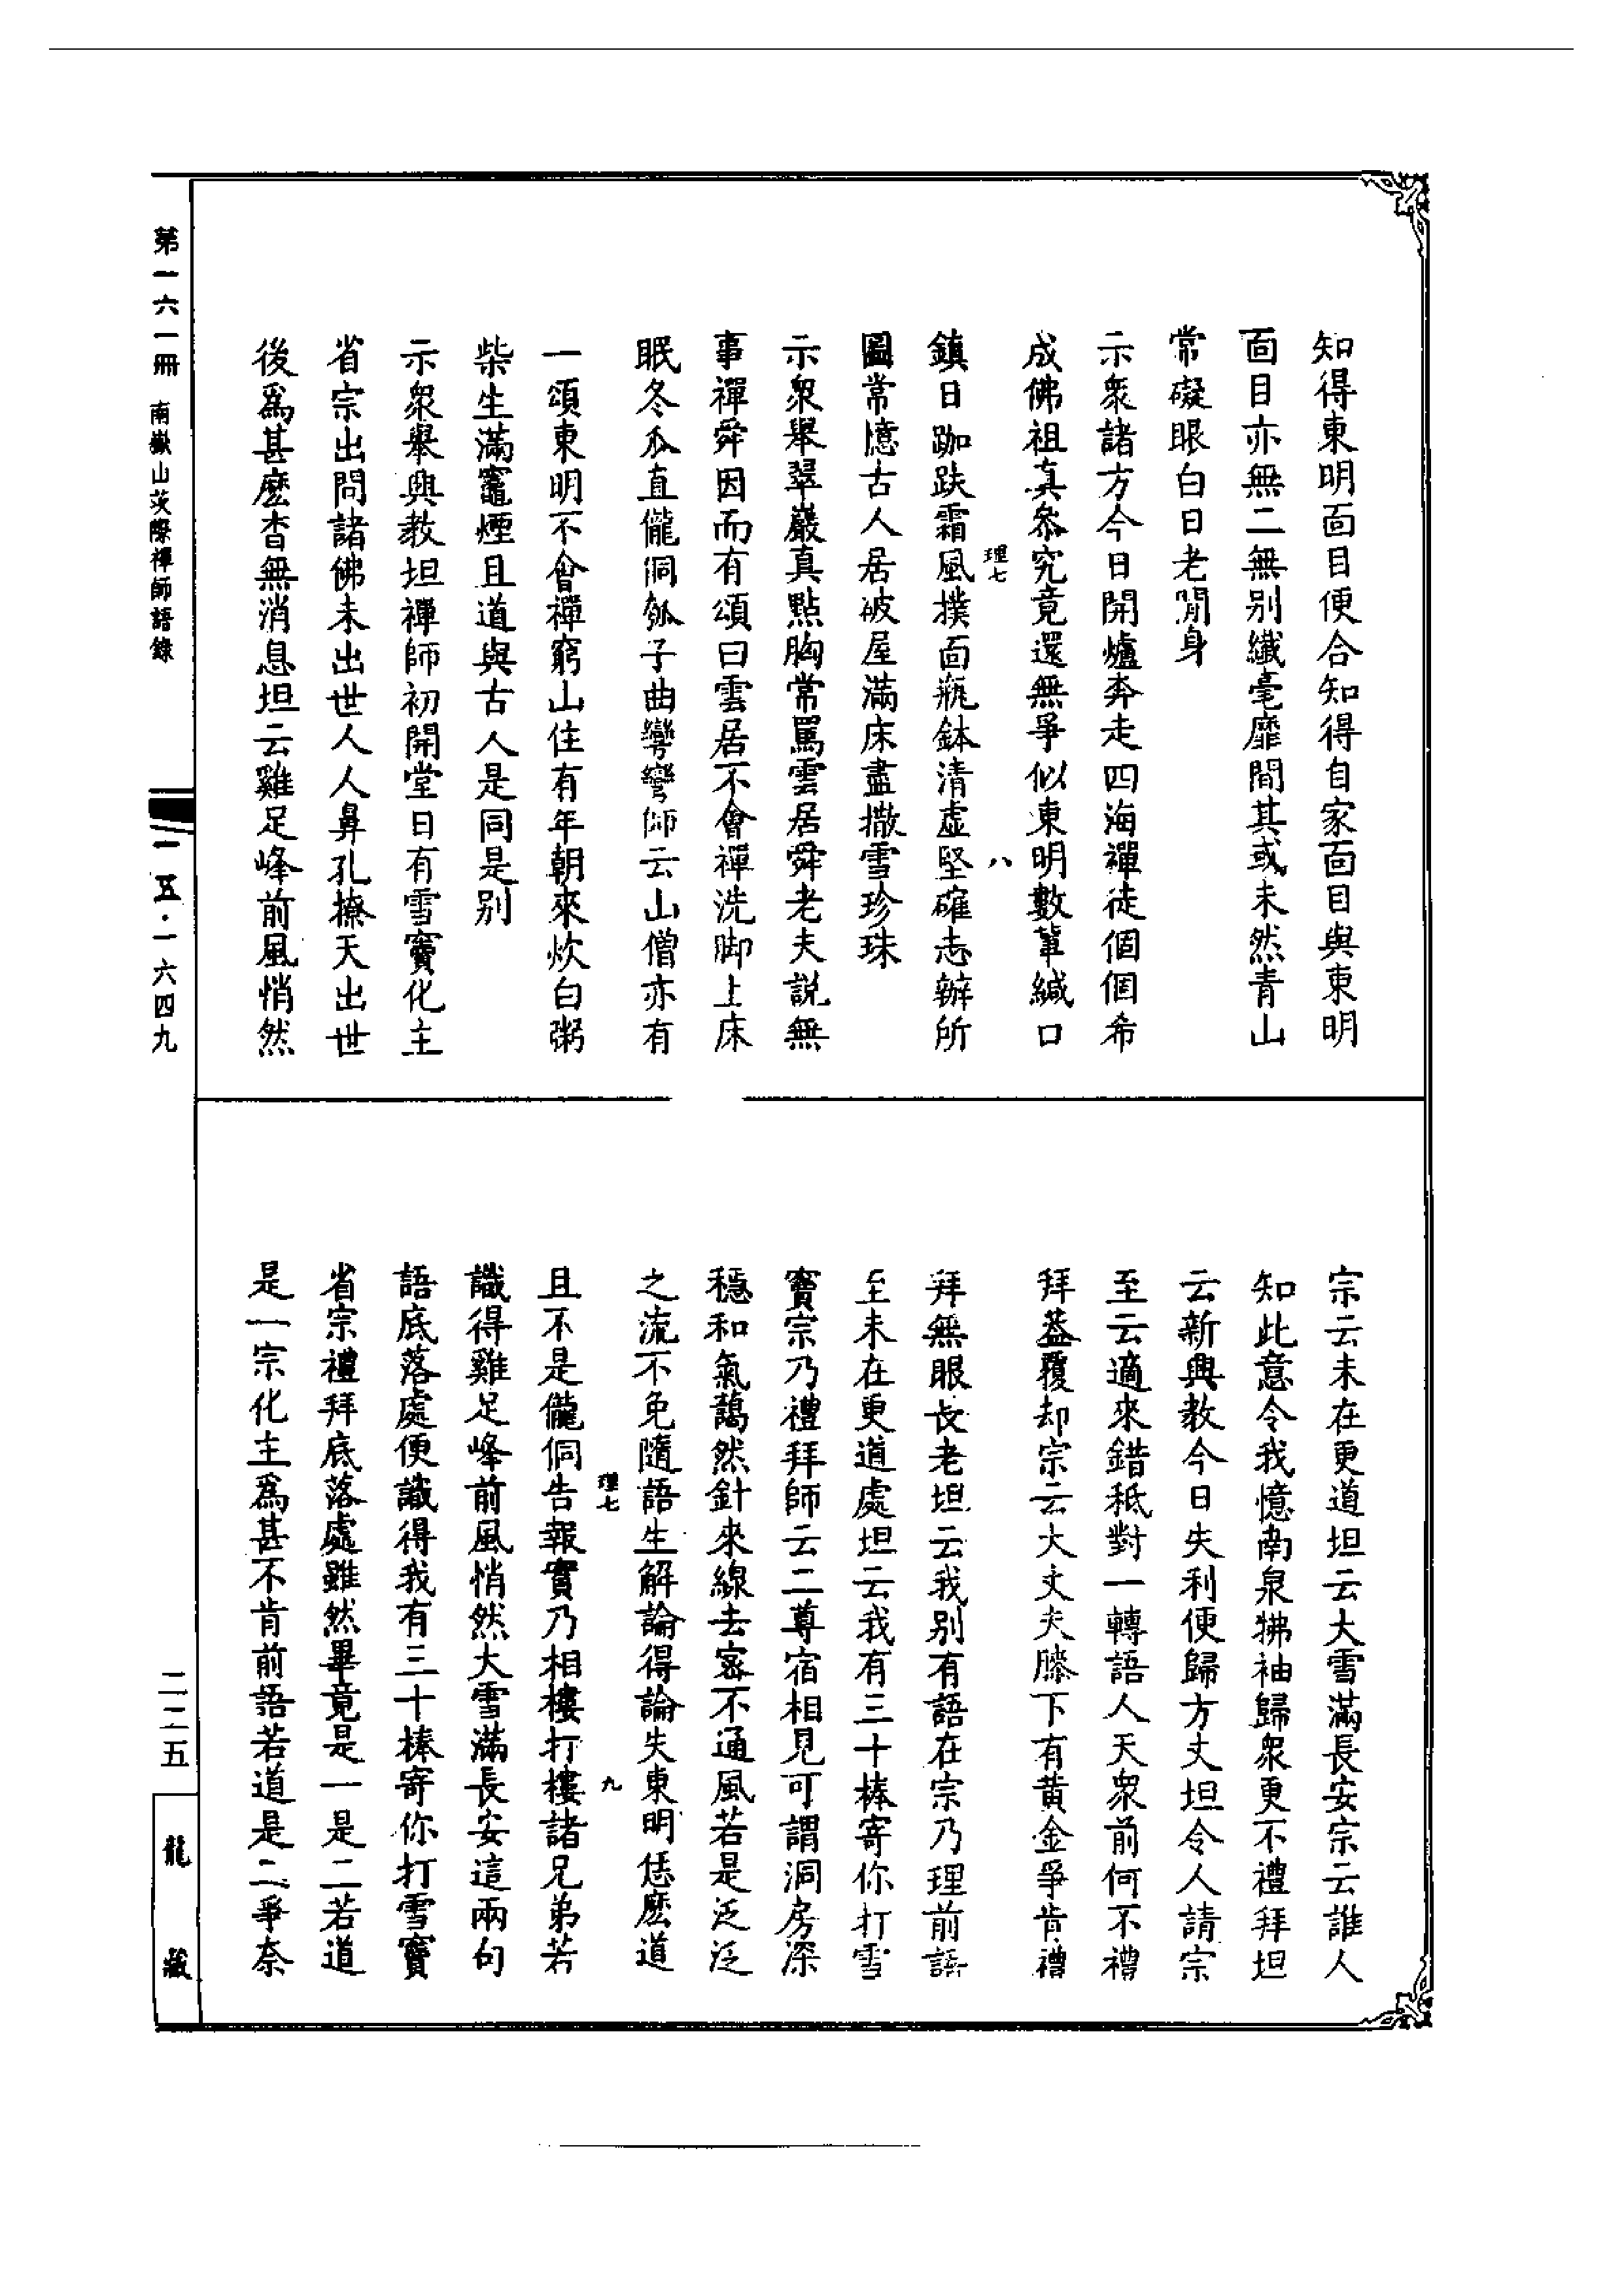 知得東明面目便合知得自家面目與東明
面目亦無二無别纖毫靡間其或未然青山
常礙眼白日老閒身
示衆諸方今日開爐奔走四海禪徒個個希
成佛祖真叅究竟還無爭似東明數輩緘口
理七 八
鎮日跏趺霜風撲面瓶鉢清虛堅確志辦所
圖常憶古人居破屋滿床盡撒雪珍珠
示衆舉翠巖真點胸常罵雲居舜老夫説無
事禪舜因而有頌曰雲居不會禪洗脚上床
眠冬瓜直儱侗瓠子曲彎彎師云山僧亦有
一頌東明不會禪窮山住有年朝來炊白粥
柴生滿竈煙且道與古人是同是别
示衆舉興教坦禪師初開堂日有雪竇化主
省宗出問諸佛未出世人人鼻孔撩天出世
後爲甚麽杳無消息坦云雞足峰前風悄然
宗云未在更道坦云大雪滿長安宗云誰人
知此意令我憶南泉拂袖歸衆更不禮拜坦
云新興教今日失利便歸方丈坦令人請宗
至云適來錯秖對一轉語人天衆前何不禮
拜葢覆却宗云大丈夫膝下有黄金爭肯禮
拜無眼長老坦云我别有語在宗乃理前語
至未在更道處坦云我有三十棒寄你打雪
竇宗乃禮拜師云二尊宿相見可謂洞房深
穩和氣藹然針來線去密不通風若是泛泛
之流不免隨語生解論得論失東明恁麽道
理七 九
且不是儱侗告報實乃相樓打樓諸兄弟若
識得雞足峰前風悄然大雪滿長安這兩句
語底落處便識得我有三十棒寄你打雪竇
省宗禮拜底落處雖然畢竟是一是二若道
是一宗化主爲甚不肯前語若道是二爭奈
第一六一冊 南嶽山茨際禪師語錄
一五·一六四九
二二五
龍藏